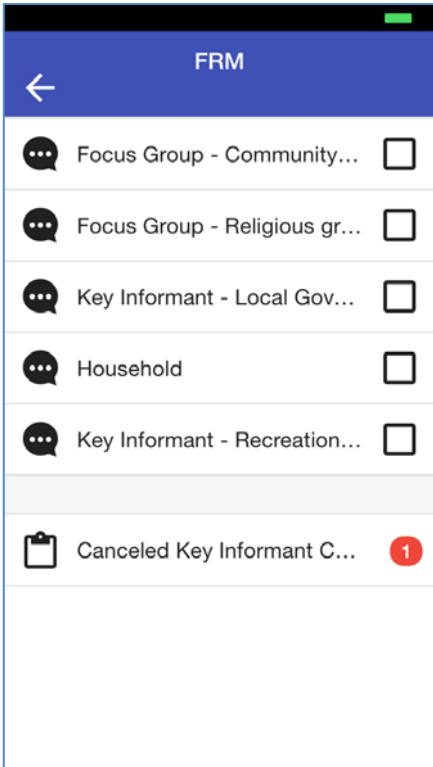 FRM
Focus Group - Community...
Focus Group - Religious gr...
Key Informant - Local Gov...
Household
Key Informant - Recreation...
Canceled Key Informant C...
1